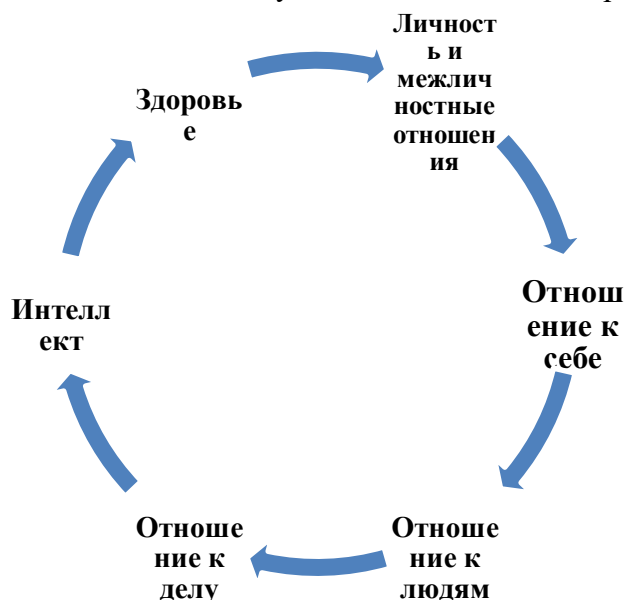 Личност
ь и
межлич
ностные
отношен
ия
Отнош
ение к
себе
Отноше
ние к
людям
Отноше
ние к
делу
Интелл
ект
Здоровь
е